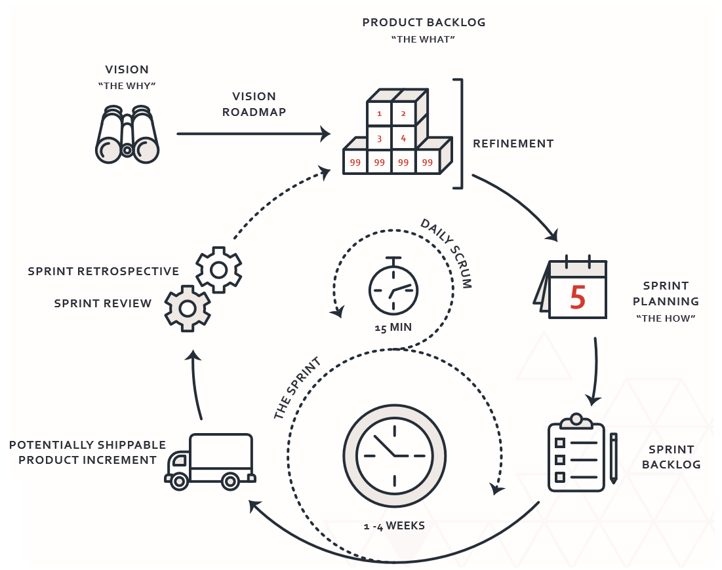 PRODUCT BACKLOG
“THE WHAT”
VISION
“THE WHY”
VISION
ROADMAP
1 2
3 4
99 99 99 99
REFINEMENT
DAILY SCRUM
15 MIN
SPRINT RETROSPECTIVE
SPRINT REVIEW
5
SPRINT
PLANNING
“THE HOW”
THE SPRINT
POTENTIALLY SHIPPABLE
PRODUCT INCREMENT
SPRINT
BACKLOG
1 -4 WEEKS